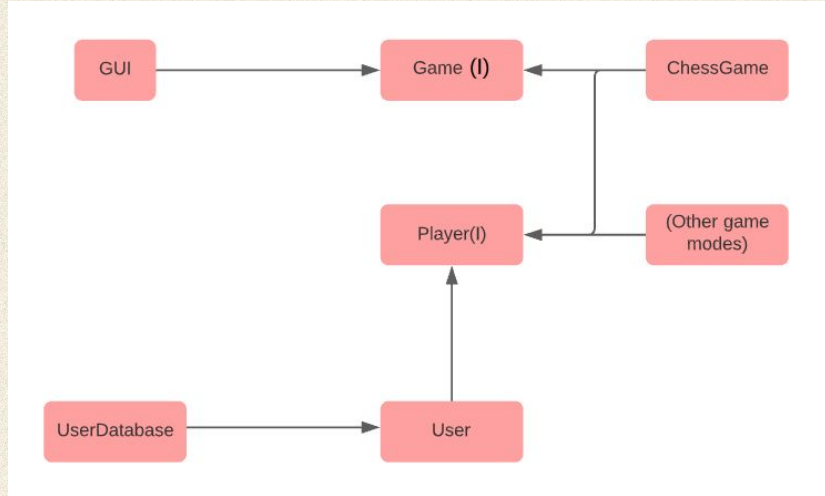 GUI
Game (I)
ChessGame
Player(I)
(Other game
modes)
UserDatabase
User